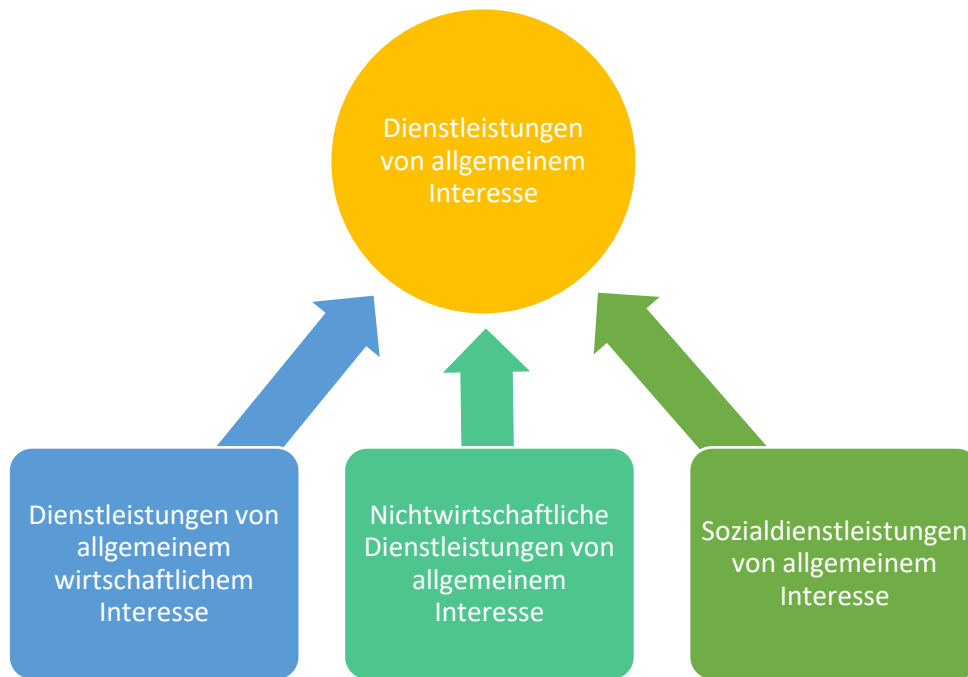 Dienstleistungen
von allgemeinem
Interesse
Dienstleistungen von
allgemeinem
wirtschaftlichem
Interesse
Nichtwirtschaftliche
Dienstleistungen von
allgemeinem
Interesse
Sozialdienstleistungen
von allgemeinem
Interesse